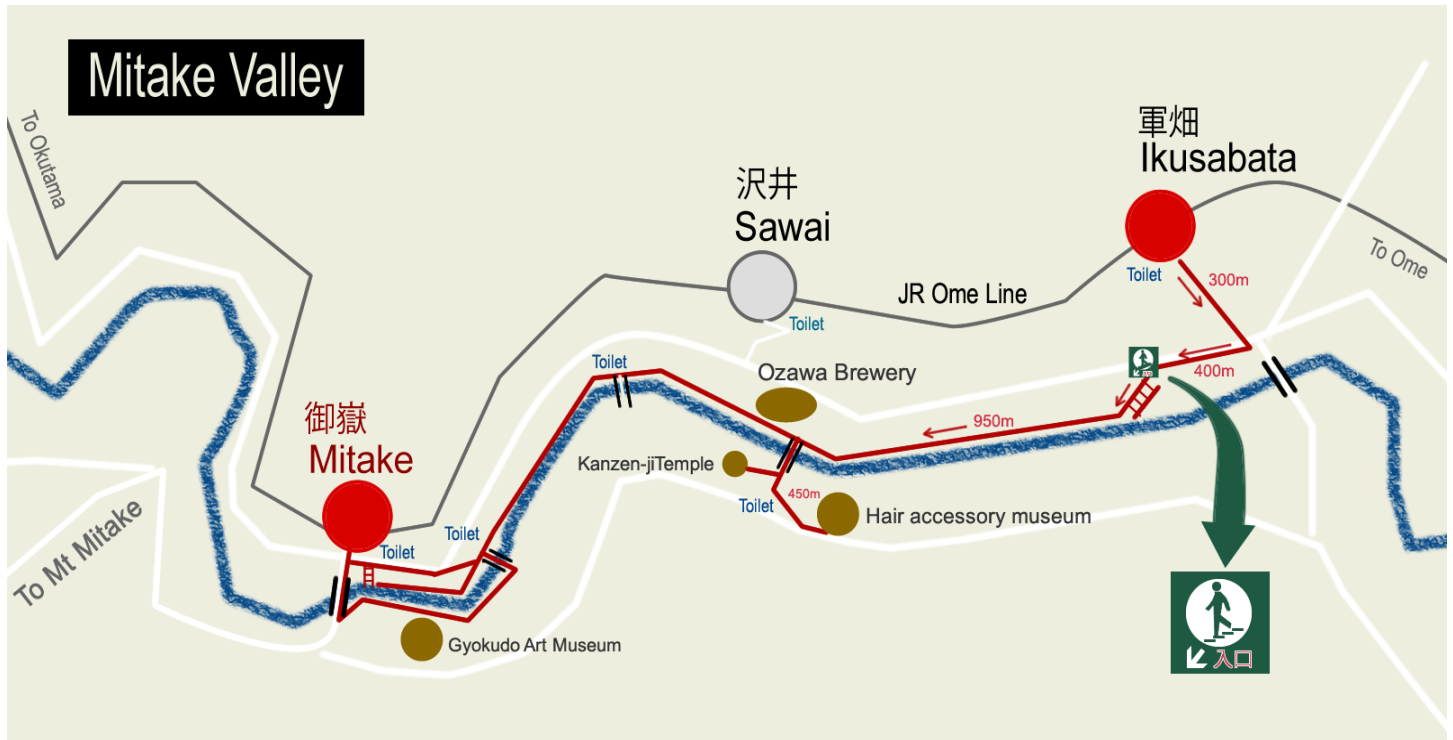 Mitake Valley
To Okutama
軍畑
Ikusabata
沢井
Sawai
To Ome
Toilet
300m
JR Ome Line
Toilet
400m
入口
Toilet
Ozawa Brewery
御嶽
Mitake
950m
Kanzen-jiTemple
450m
Toilet
Hair accessory museum
To Mt Mitake
Toilet
Toilet
Gyokudo Art Museum
入口